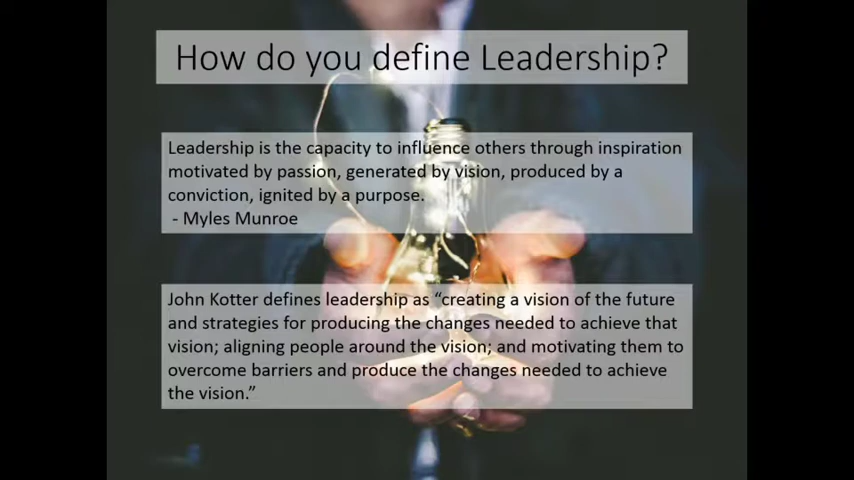 How do you define Leadership?
Leadership is the capacity to influence others through inspiration
motivated by passion, generated by vision, produced by a
conviction, ignited by a purpose.
- Myles Munroe
John Kotter defines leadership as “creating a vision of the future
and strategies for producing the changes needed to achieve that
vision; aligning people around the vision; and motivating them to
overcome barriers and produce the changes needed to achieve
the vision.”